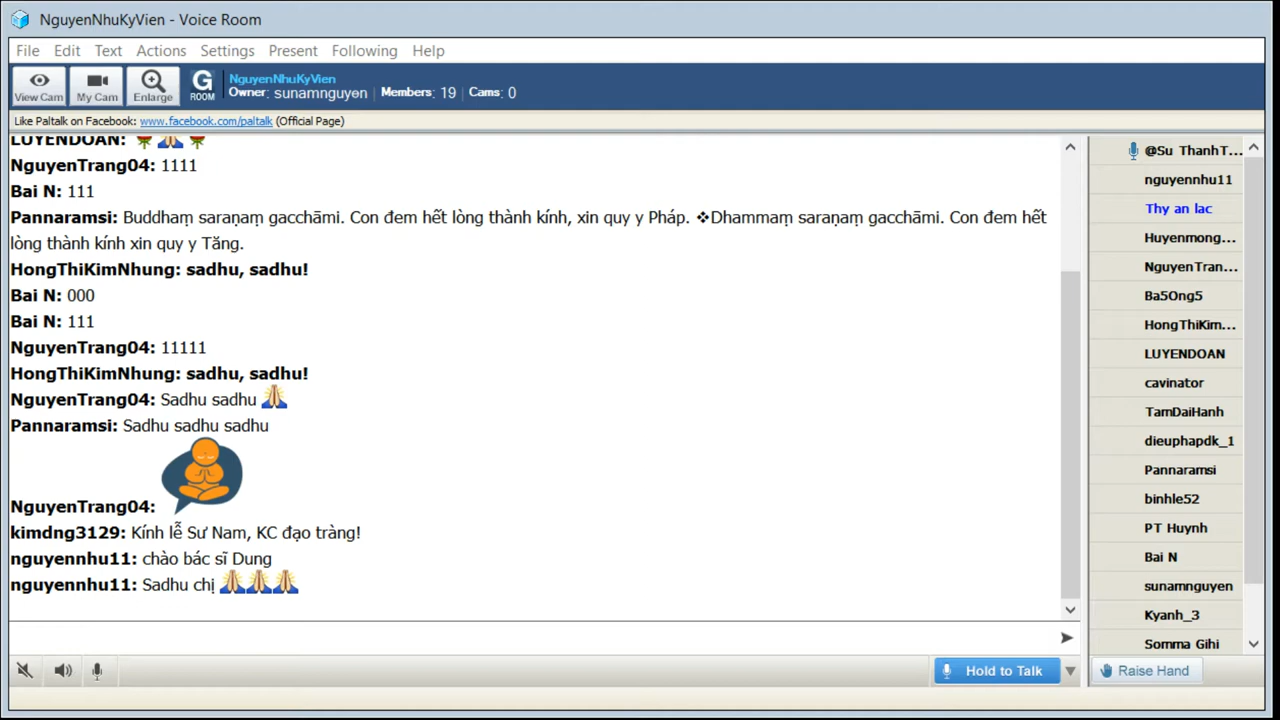 NguyenNhuKyVien - Voice Room
File Edit Text Actions Settings Present Following Help
View Cam My Cam Enlarge G ROOM
NguyenNhuKyVien
Owner: sunamnguyen | Members: 19 | Cams: 0
Like Paltalk on Facebook: www.facebook.com/paltalk (Official Page)
LUYENDOAN:
NguyenTrang04: 1111
Bai N: 111
Pannaramsi: Buddhaṃ saraṇaṃ gacchāmi. Con đem hết lòng thành kính, xin quy y Pháp. ❖Dhammaṃ saraṇaṃ gacchāmi. Con đem hết
lòng thành kính xin quy y Tăng.
HongThiKimNhung: sadhu, sadhu!
Bai N: 000
Bai N: 111
NguyenTrang04: 11111
HongThiKimNhung: sadhu, sadhu!
NguyenTrang04: Sadhu sadhu 🙏
Pannaramsi: Sadhu sadhu sadhu
NguyenTrang04:
kimdng3129: Kính lễ Sư Nam, KC đạo tràng!
nguyennhu11: chào bác sĩ Dung
nguyennhu11: Sadhu chị 🙏🙏🙏
Hold to Talk
@Su ThanhT...
nguyennhu11
Thy an lac
Huyenmong...
NguyenTran...
Ba5Ong5
HongThiKim...
LUYENDOAN
cavinator
TamDaiHanh
dieuphapdk_1
Pannaramsi
binhle52
PT Huynh
Bai N
sunamnguyen
Kyanh_3
Somma Gihi
Raise Hand